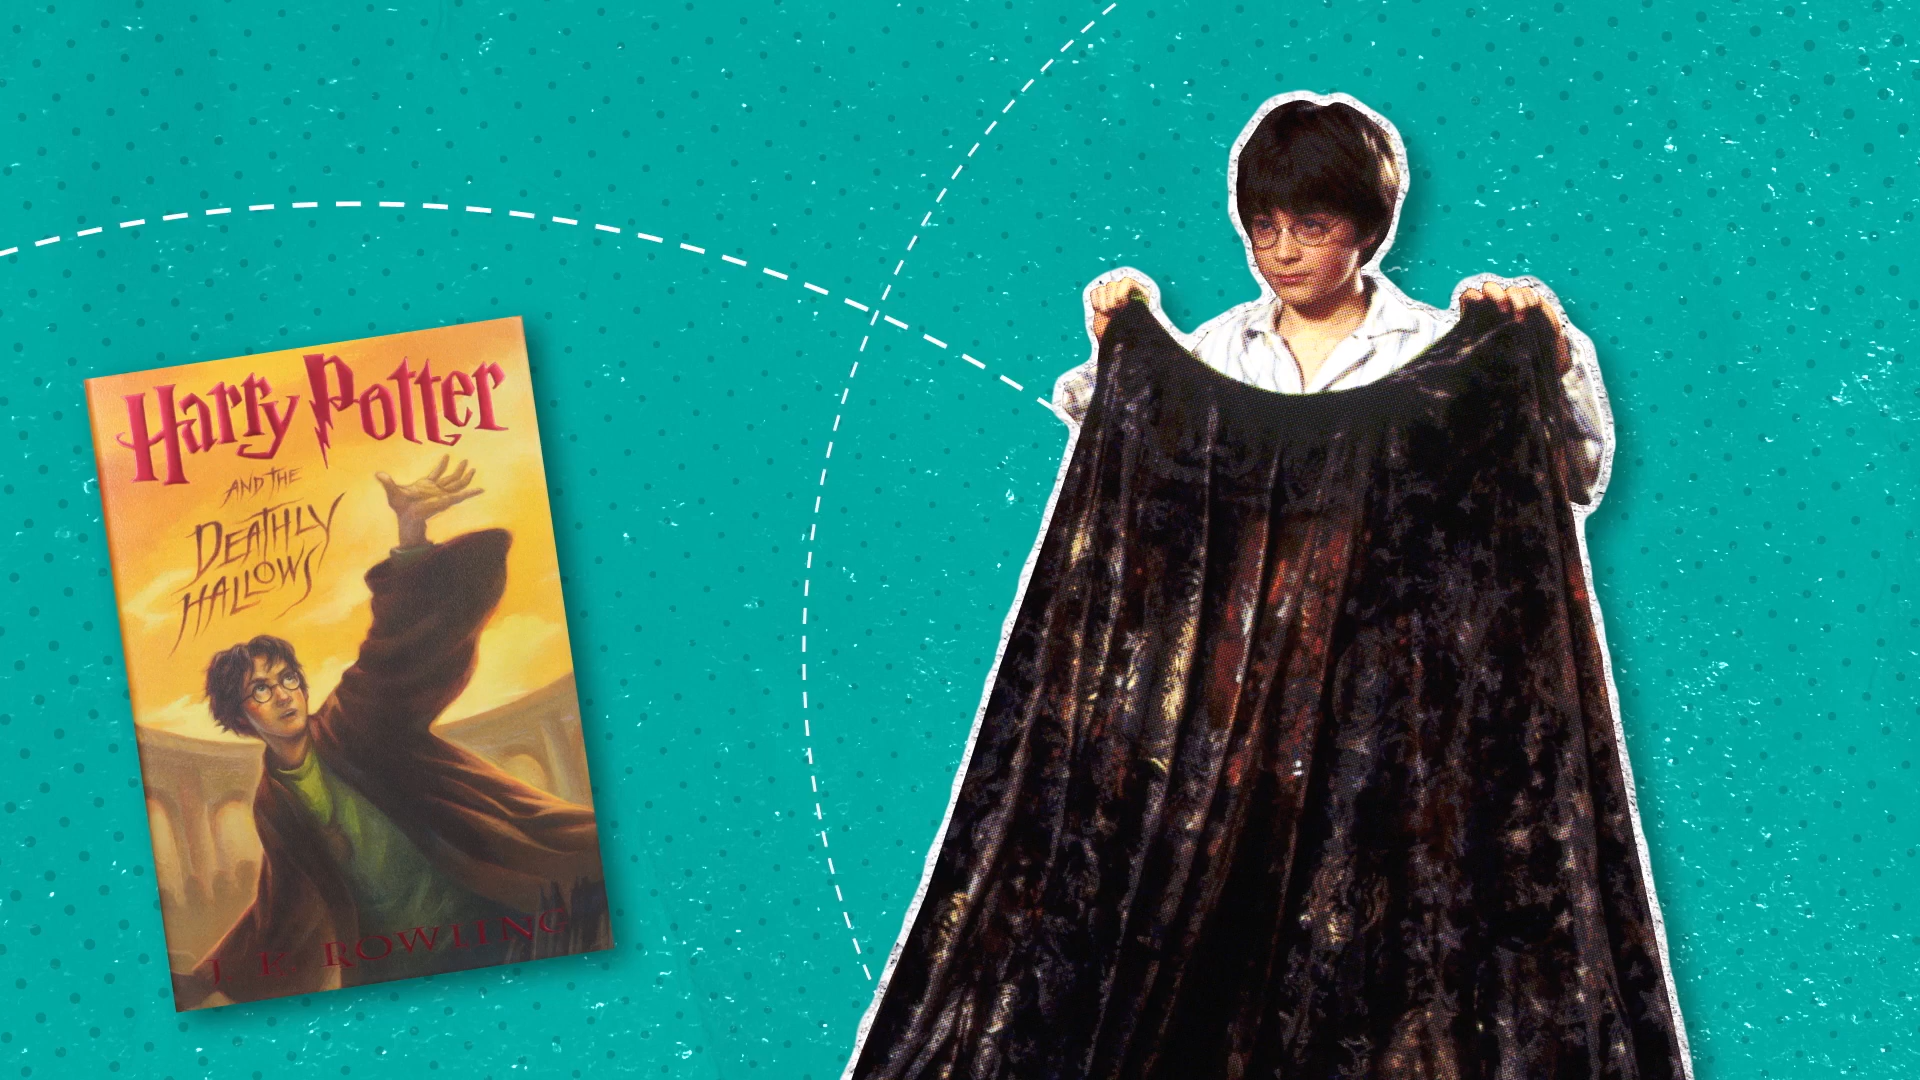 Harry Potter
AND THE
DEATHLY
HALLOWS
J. K. ROWLING